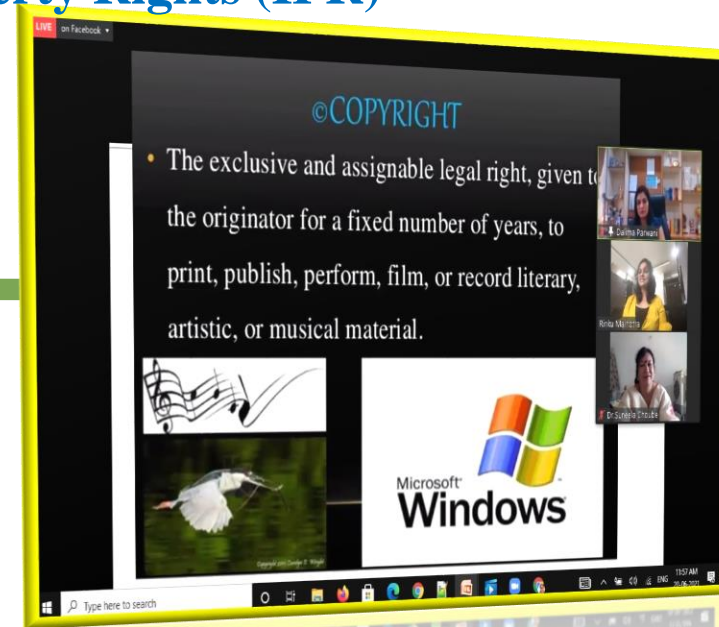 erty Rights (IPR)
LIVE on Facebook
©COPYRIGHT
• The exclusive and assignable legal right, given to
the originator for a fixed number of years, to
print, publish, perform, film, or record literary,
artistic, or musical material.
Dalima Parwani
Rinku
Dr.Suneela Choube
Microsoft
Windows
Type here to search
ENG
11:57 AM